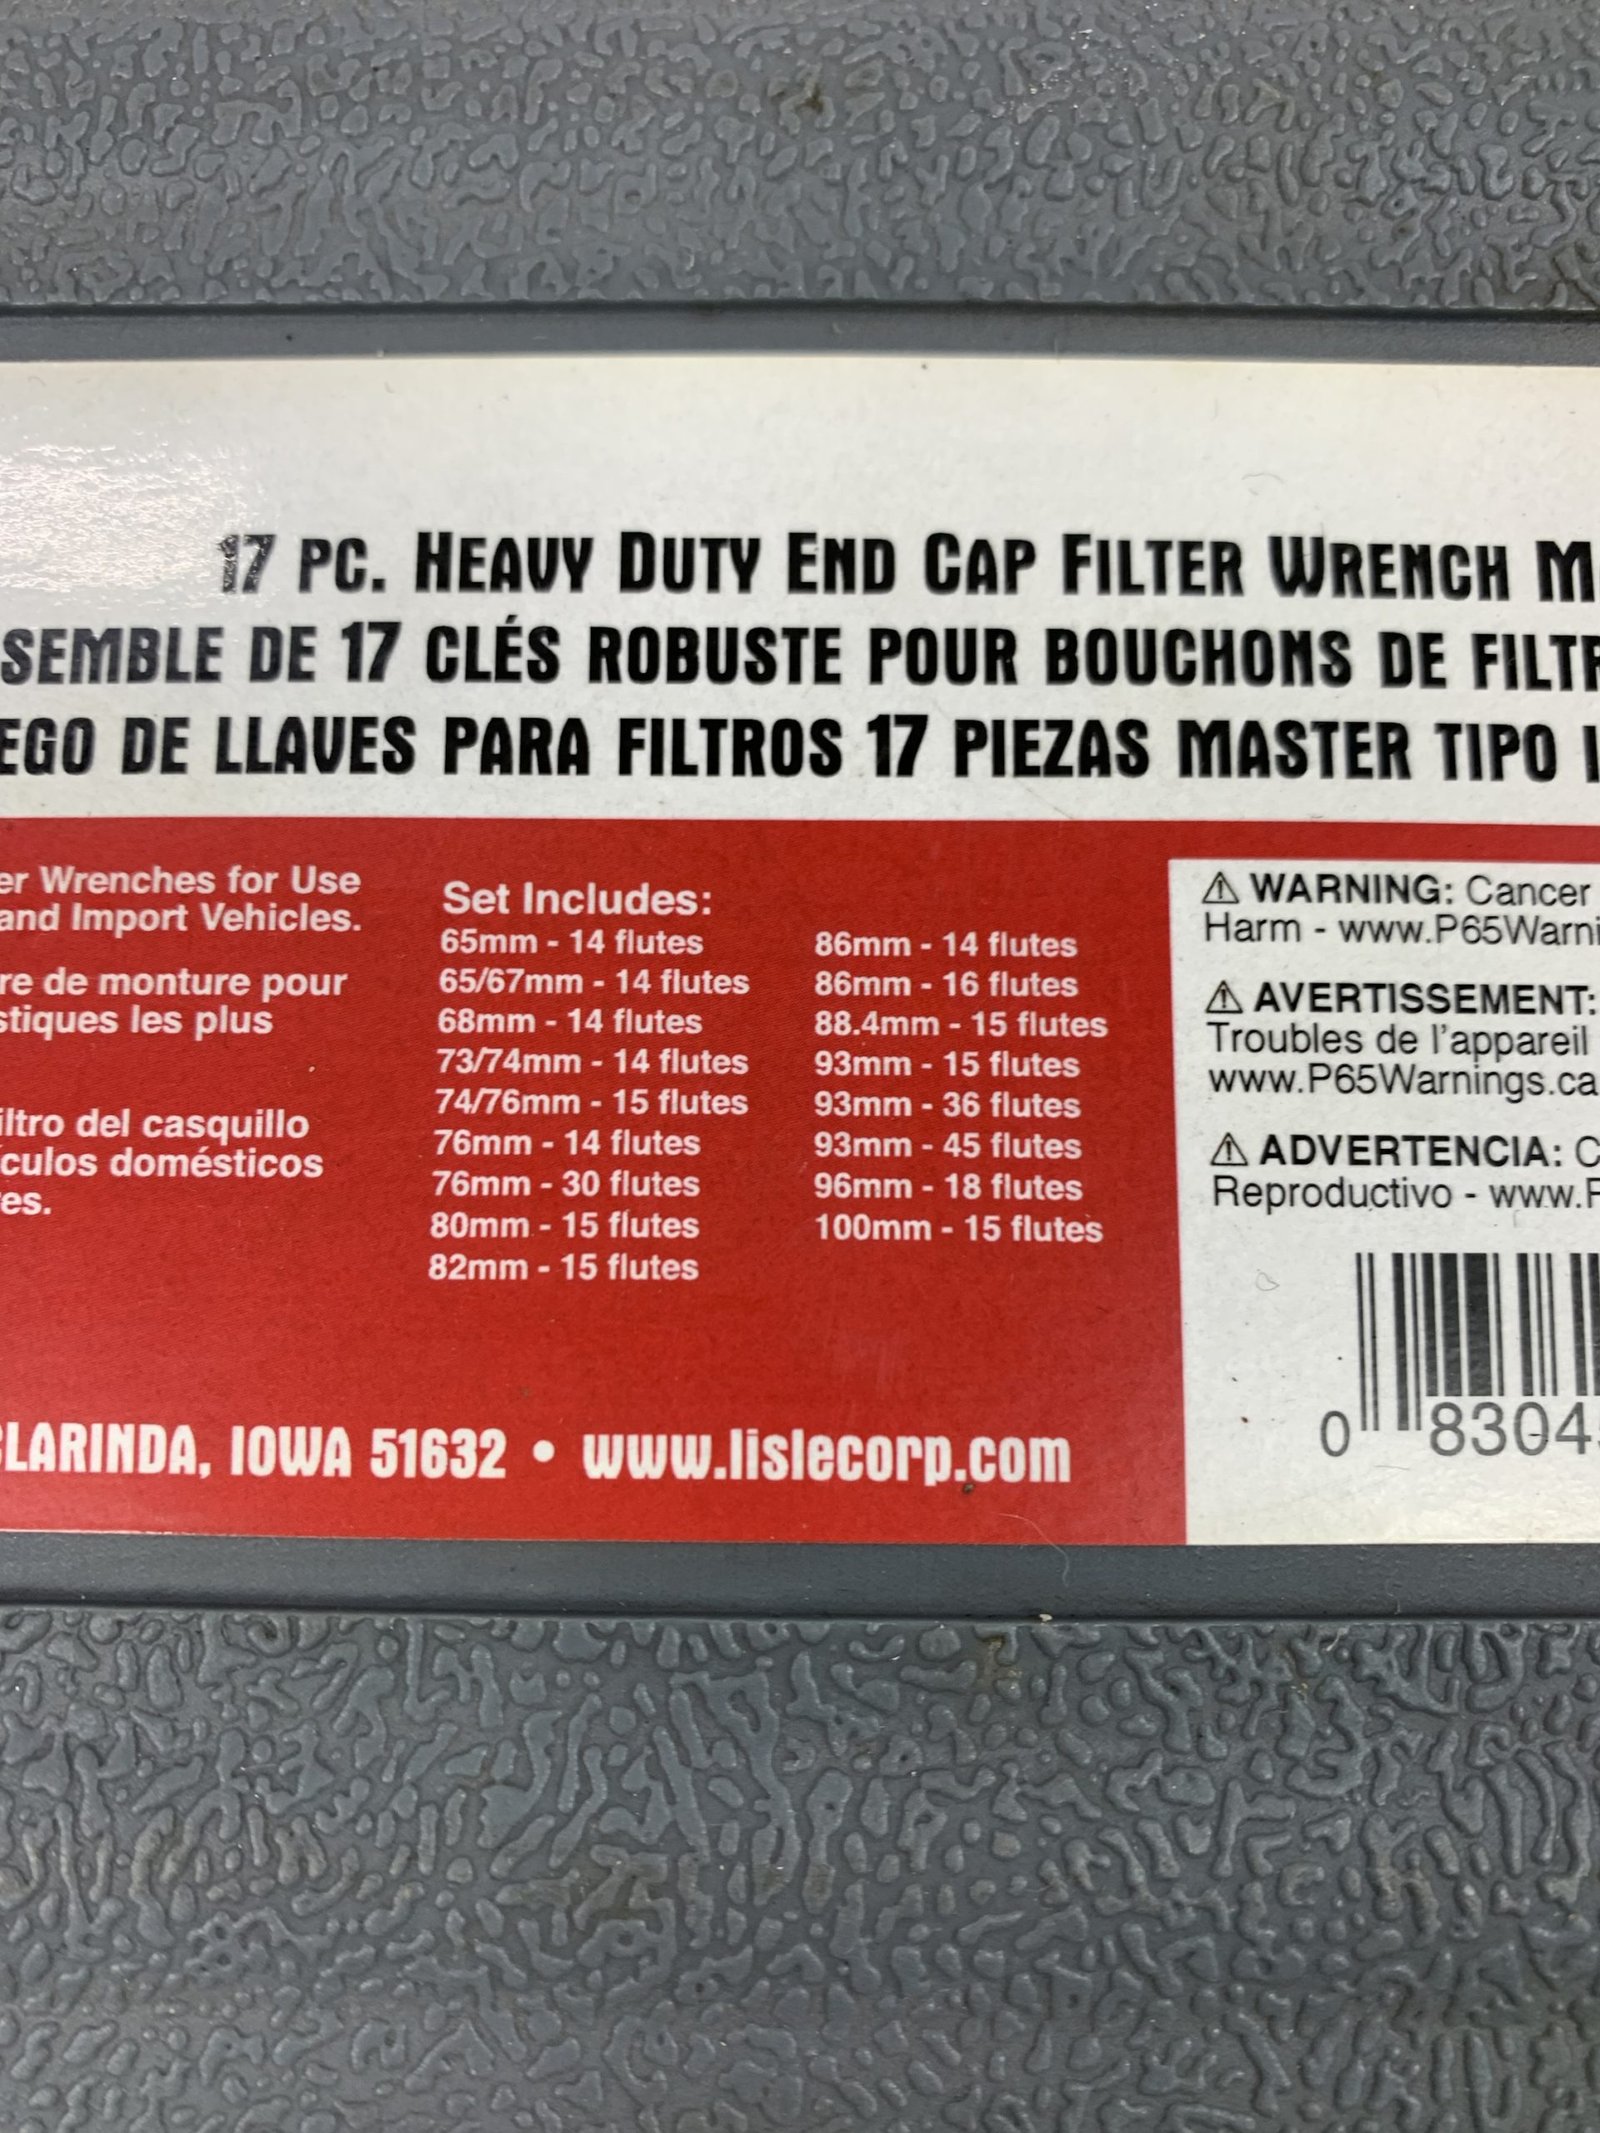 17 PC. HEAVY DUTY END CAP FILTER WRENCH M
SEMBLE DE 17 CLÉS ROBUSTE POUR BOUCHONS DE FILTR
EGO DE LLAVES PARA FILTROS 17 PIEZAS MASTER TIPO
er Wrenches for Use
and Import Vehicles.
re de monture pour
stiques les plus
iltro del casquillo
ículos domésticos
res.
Set Includes:
65mm - 14 flutes
65/67mm - 14 flutes
68mm - 14 flutes
73/74mm - 14 flutes
74/76mm - 15 flutes
76mm - 14 flutes
76mm - 30 flutes
80mm - 15 flutes
82mm - 15 flutes
86mm - 14 flutes
86mm - 16 flutes
88.4mm - 15 flutes
93mm - 15 flutes
93mm - 36 flutes
93mm - 45 flutes
96mm - 18 flutes
100mm - 15 flutes
CLARINDA, IOWA 51632 • www.lislecorp.com
⚠ WARNING: Cancer
Harm - www.P65Warni
⚠ AVERTISSEMENT:
Troubles de l'appareil
www.P65Warnings.ca
⚠ ADVERTENCIA: C
Reproductivo - www.P
0 83045